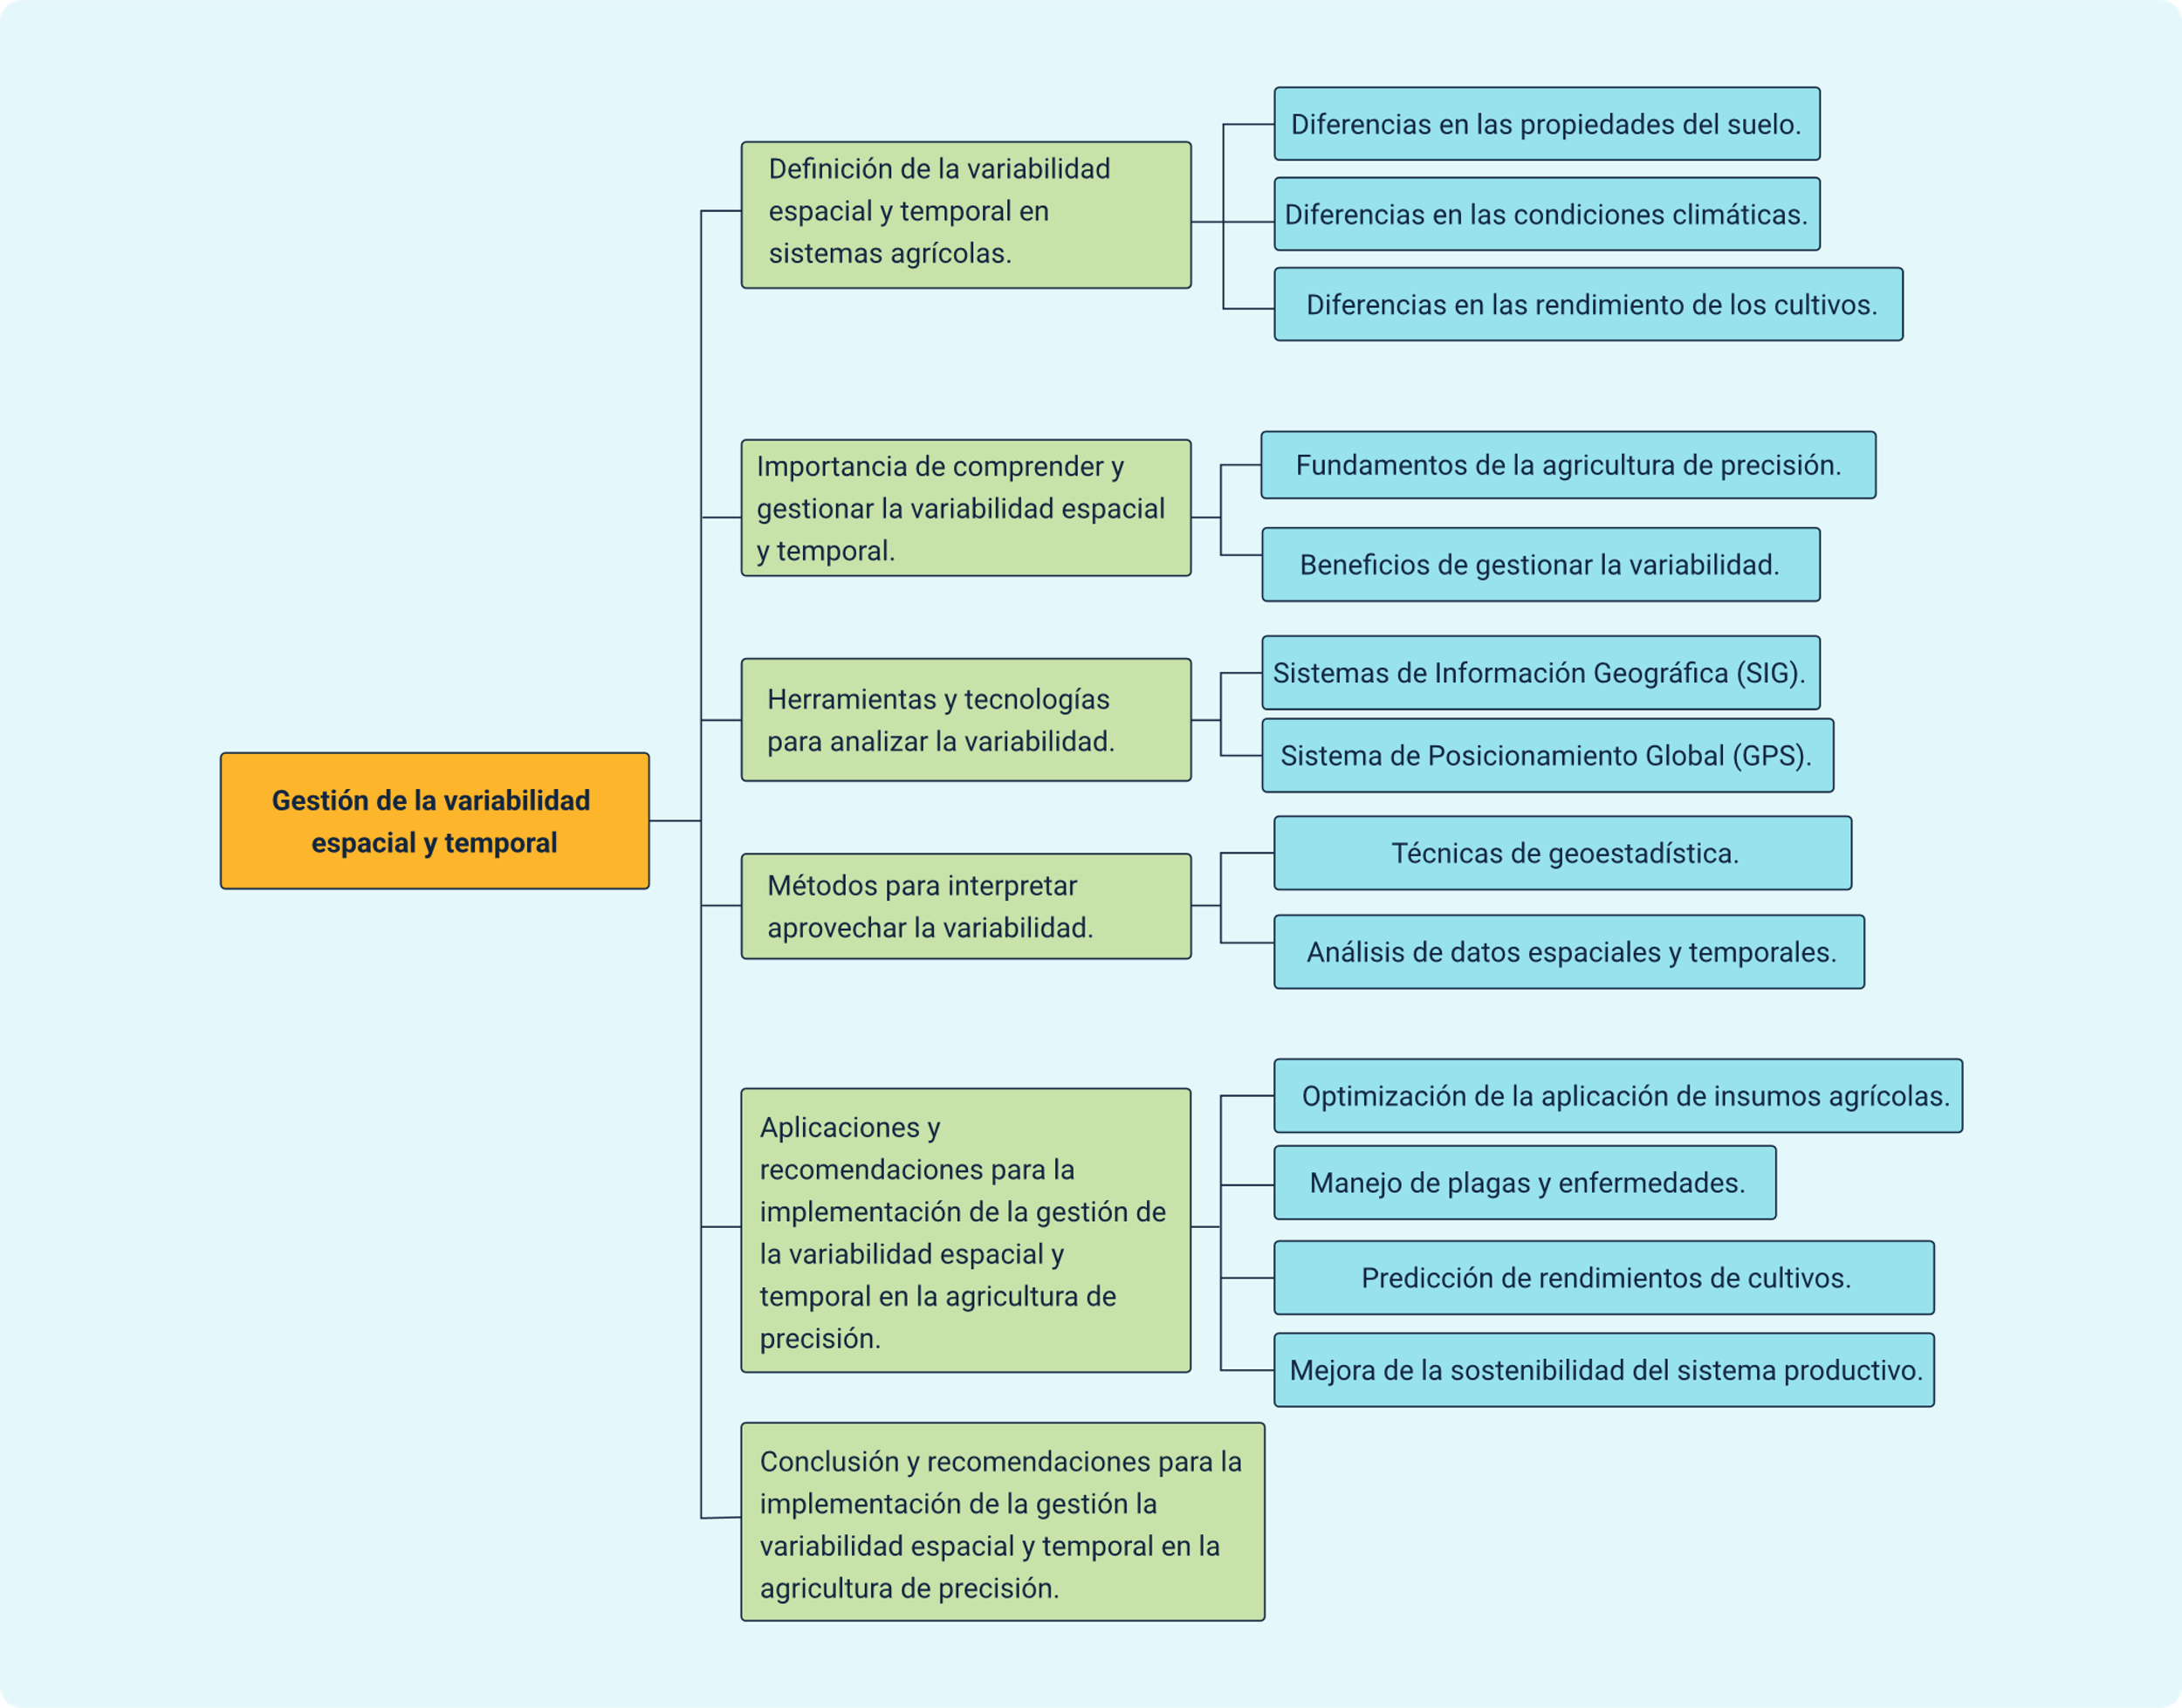 Gestión de la variabilidad
espacial y temporal
Definición de la variabilidad
espacial y temporal en
sistemas agrícolas.
Diferencias en las propiedades del suelo.
Diferencias en las condiciones climáticas.
Diferencias en las rendimiento de los cultivos.
Importancia de comprender y
gestionar la variabilidad espacial
y temporal.
Fundamentos de la agricultura de precisión.
Beneficios de gestionar la variabilidad.
Herramientas y tecnologías
para analizar la variabilidad.
Sistemas de Información Geográfica (SIG).
Sistema de Posicionamiento Global (GPS).
Métodos para interpretar
aprovechar la variabilidad.
Técnicas de geoestadística.
Análisis de datos espaciales y temporales.
Aplicaciones y
recomendaciones para la
implementación de la gestión de
la variabilidad espacial y
temporal en la agricultura de
precisión.
Optimización de la aplicación de insumos agrícolas.
Manejo de plagas y enfermedades.
Predicción de rendimientos de cultivos.
Mejora de la sostenibilidad del sistema productivo.
Conclusión y recomendaciones para la
implementación de la gestión la
variabilidad espacial y temporal en la
agricultura de precisión.